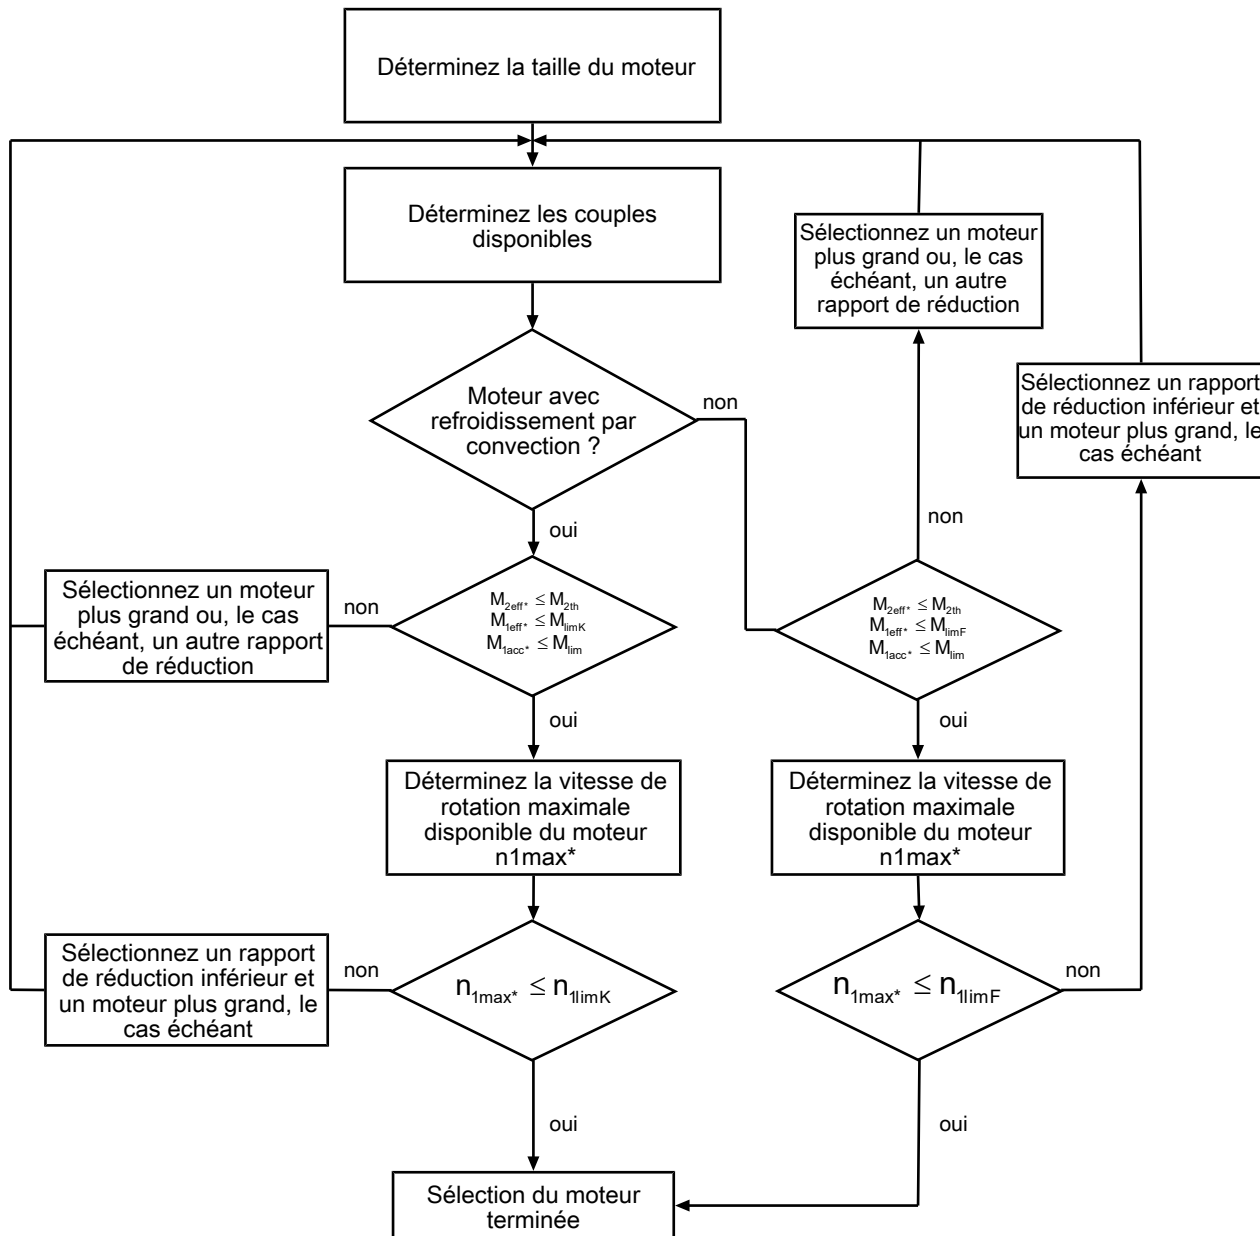 Déterminez la taille du moteur
Déterminez les couples
disponibles
Sélectionnez un moteur
plus grand ou, le cas
échéant, un autre
rapport de réduction
Moteur avec
refroidissement par
convection ?
non
Sélectionnez un rapport
de réduction inférieur et
un moteur plus grand, le
cas échéant
oui
non
Sélectionnez un moteur
plus grand ou, le cas
échéant, un autre rapport
de réduction
non
M2eff* ≤ M2th
M1eff* ≤ MlimK
M1acc* ≤ Mlim
M2eff* ≤ M2th
M1eff* ≤ MlimF
M1acc* ≤ Mlim
oui
oui
Déterminez la vitesse de
rotation maximale
disponible du moteur
n1max*
Déterminez la vitesse de
rotation maximale
disponible du moteur
n1max*
Sélectionnez un rapport
de réduction inférieur et
un moteur plus grand, le
cas échéant
non
n1max* ≤ n1limK
n1max* ≤ n1limF
non
oui
oui
Sélection du moteur
terminée